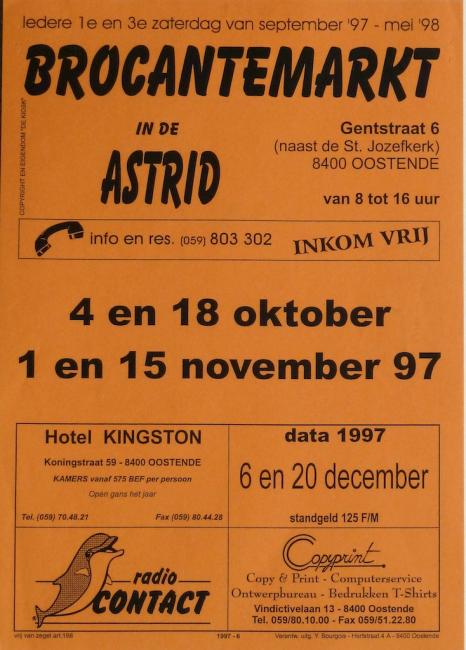 Iedere 1e en 3e zaterdag van september '97 - mei '98
BROCANTEMARKT
IN DE
ASTRID
Gentstraat 6
(naast de St. Jozefkerk)
8400 OOSTENDE
van 8 tot 16 uur
COPYRIGHT EN EIGENDOM "DE KIOSK"
info en res. (059) 803 302
INKOM VRIJ
4 en 18 oktober
1 en 15 november 97
Hotel KINGSTON
Koningstraat 59 - 8400 OOSTENDE
KAMERS vanaf 575 BEF per persoon
Open gans het jaar
Tel. (059) 70.48.21
Fax (059) 80.44.28
data 1997
6 en 20 december
standgeld 125 F/M
radio
CONTACT
Copyprint
Copy & Print - Computerservice
Ontwerpbureau - Bedrukken T-Shirts
Vindictivelaan 13 - 8400 Oostende
Tel. 059/80.10.00 - Fax 059/51.22.80
vrij van zegel art.198
1997 - 6
Verantw. uitg. Y. Bourgois - Hertstraat 4 A - 8400 Oostende